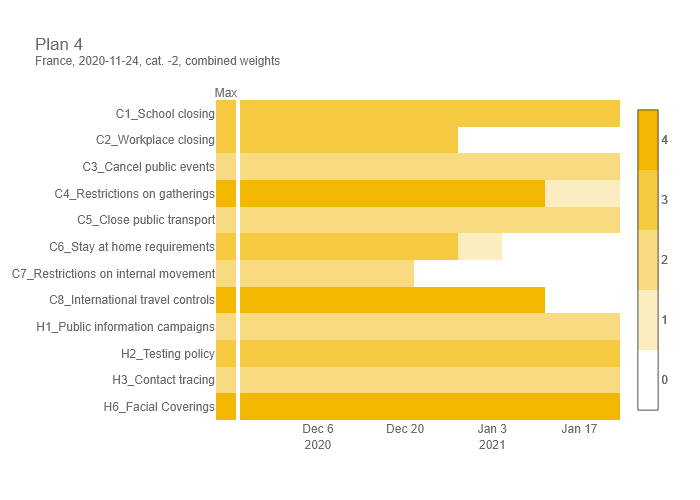 Plan 4
France, 2020-11-24, cat. -2, combined weights
Max
C1_School closing
C2_Workplace closing
C3_Cancel public events
C4_Restrictions on gatherings
C5_Close public transport
C6_Stay at home requirements
C7_Restrictions on internal movement
C8_International travel controls
H1_Public information campaigns
H2_Testing policy
H3_Contact tracing
H6_Facial Coverings
4
3
2
1
0
Dec 6 Dec 20 Jan 3 Jan 17
2020 2021